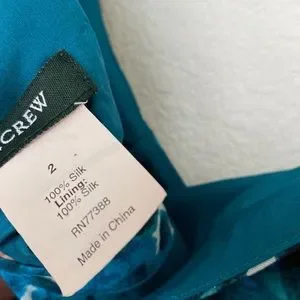 .CREW
2
100% Silk
Lining:
100% Silk
RN77388
Made in China